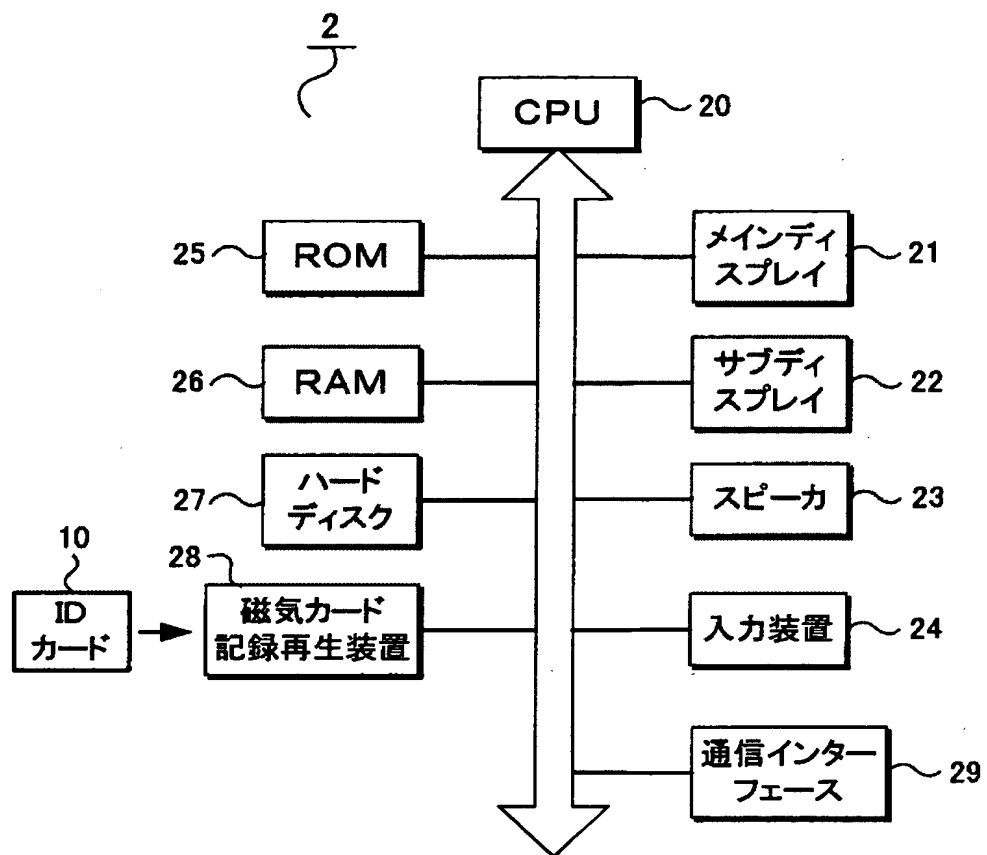 2
CPU
20
25
ROM
メインディ
スプレイ
21
26
RAM
サブディ
スプレイ
22
27
ハード
ディスク
スピーカ
23
10
ID
カード
28
磁気カード
記録再生装置
入力装置
24
通信インター
フェース
29